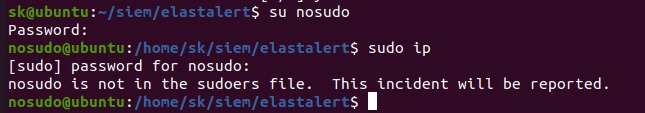 sk@ubuntu:~/siem/elastalert$ su nosudo
Password:
nosudo@ubuntu:/home/sk/siem/elastalert$ sudo ip
[sudo] password for nosudo:
nosudo is not in the sudoers file.  This incident will be reported.
nosudo@ubuntu:/home/sk/siem/elastalert$